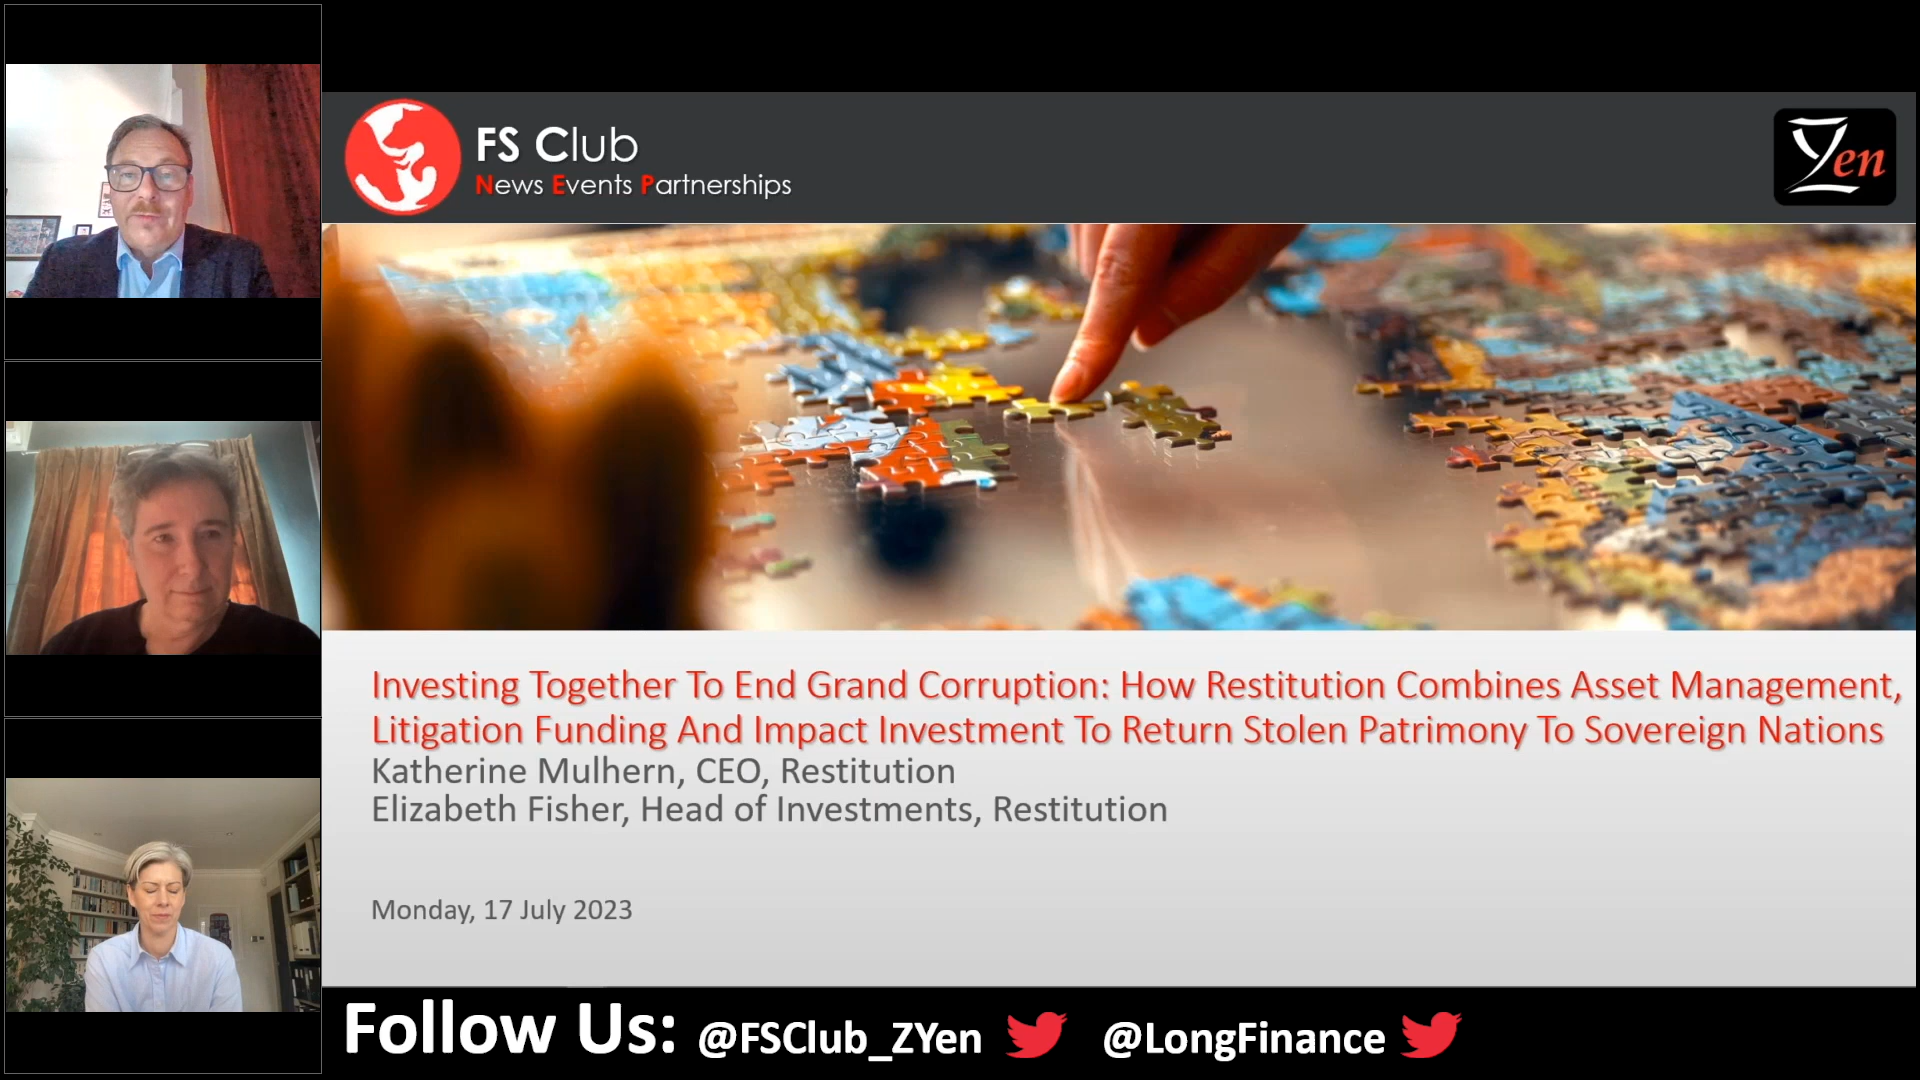 FS Club
News Events Partnerships
Zen
Investing Together To End Grand Corruption: How Restitution Combines Asset Management,
Litigation Funding And Impact Investment To Return Stolen Patrimony To Sovereign Nations
Katherine Mulhern, CEO, Restitution
Elizabeth Fisher, Head of Investments, Restitution
Monday, 17 July 2023
Follow Us: @FSClub_ZYen @LongFinance